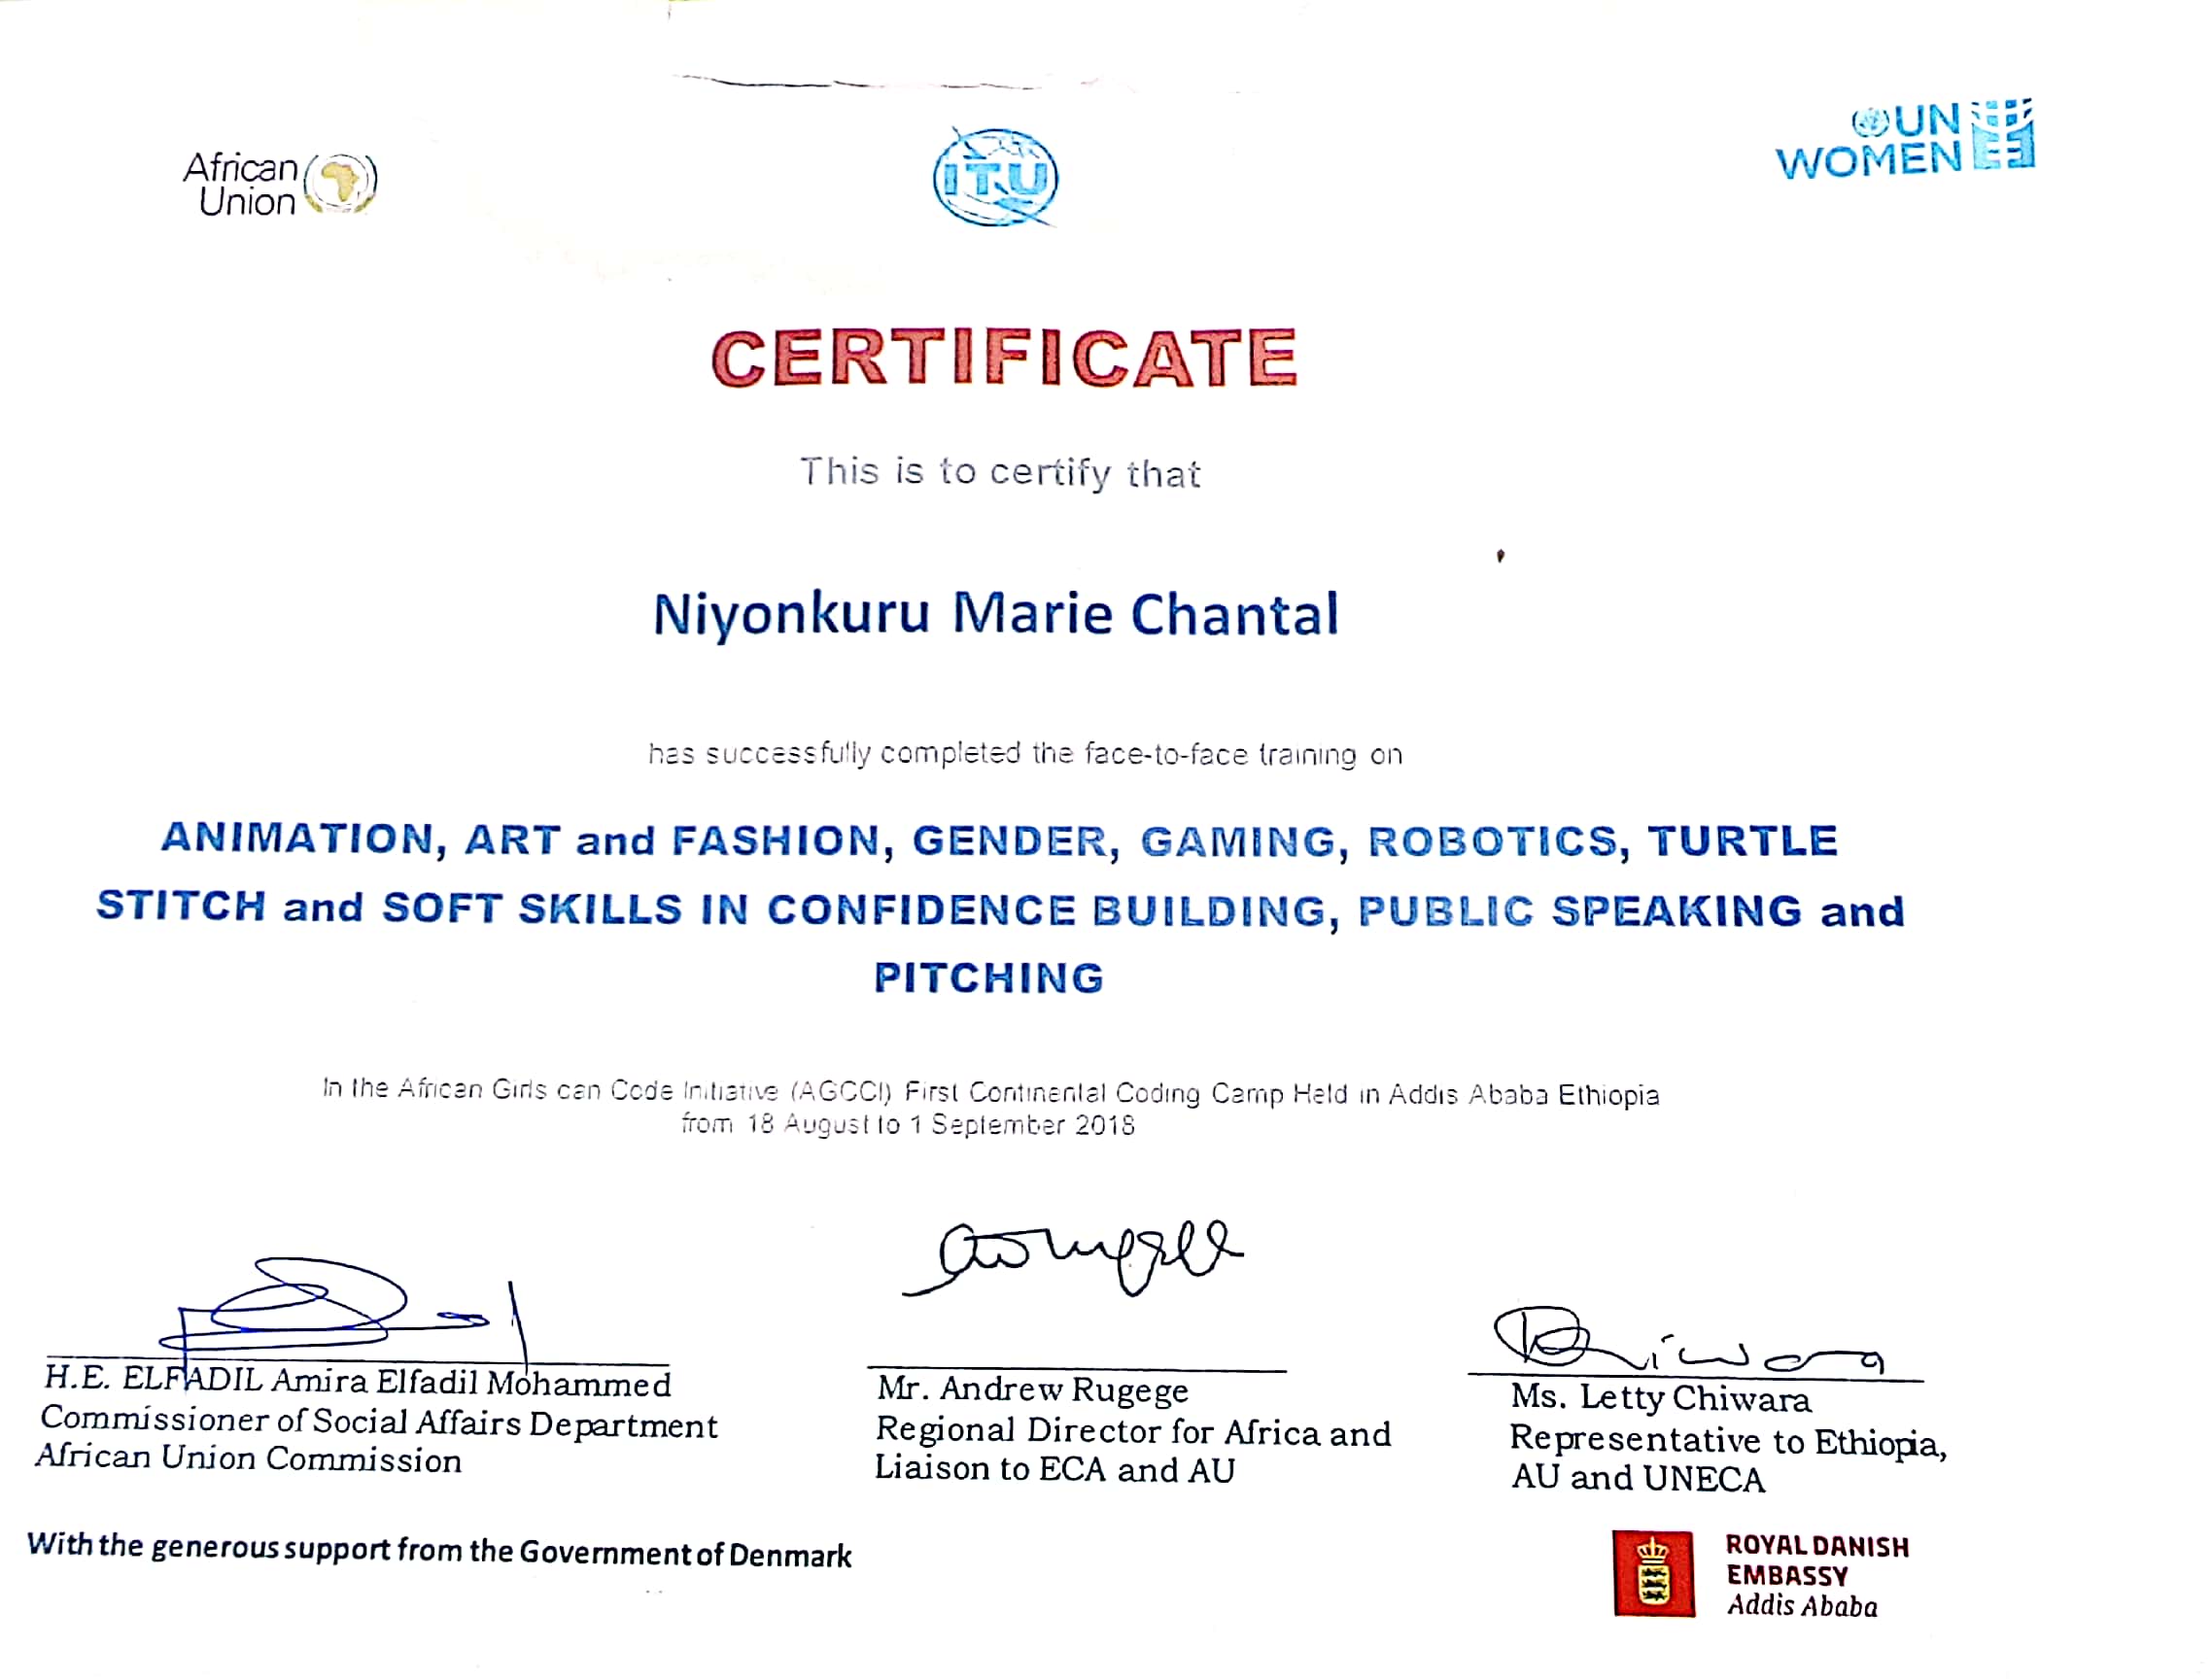 African
Union
ITU
UN
WOMEN
CERTIFICATE
This is to certify that
Niyonkuru Marie Chantal
has successfully completed the face-to-face training on
ANIMATION, ART and FASHION, GENDER, GAMING, ROBOTICS, TURTLE
STITCH and SOFT SKILLS IN CONFIDENCE BUILDING, PUBLIC SPEAKING and
PITCHING
In the African Girls can Code Initiative (AGCCI) First Continental Coding Camp Held in Addis Ababa Ethiopia
from 18 August to 1 September 2018
H.E. ELFADIL Amira Elfadil Mohammed
Commissioner of Social Affairs Department
African Union Commission
Mr. Andrew Rugege
Regional Director for Africa and
Liaison to ECA and AU
Ms. Letty Chiwara
Representative to Ethiopia,
AU and UNECA
With the generous support from the Government of Denmark
ROYAL DANISH
EMBASSY
Addis Ababa